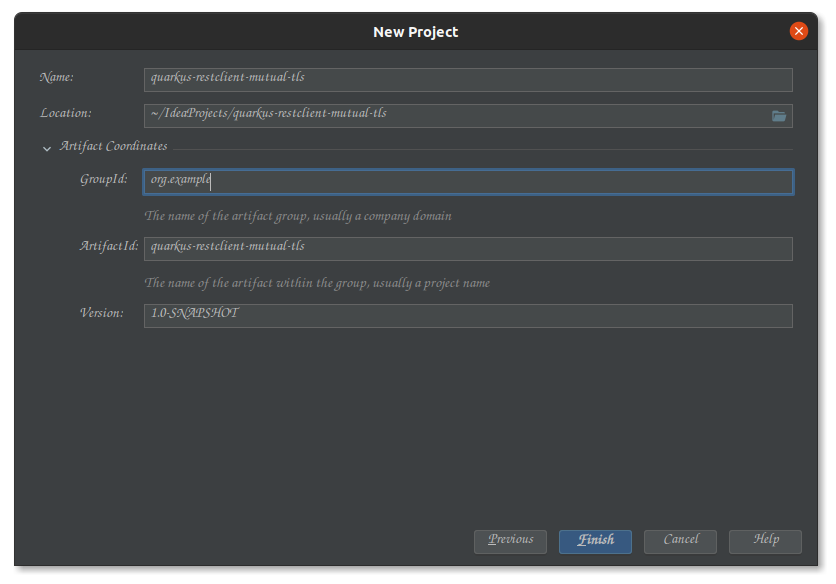 New Project
Name: quarkus-restclient-mutual-tls
Location: ~/IdeaProjects/quarkus-restclient-mutual-tls
Artifact Coordinates
GroupId: org.example
The name of the artifact group, usually a company domain
ArtifactId: quarkus-restclient-mutual-tls
The name of the artifact within the group, usually a project name
Version: 1.0-SNAPSHOT
Previous Finish Cancel Help